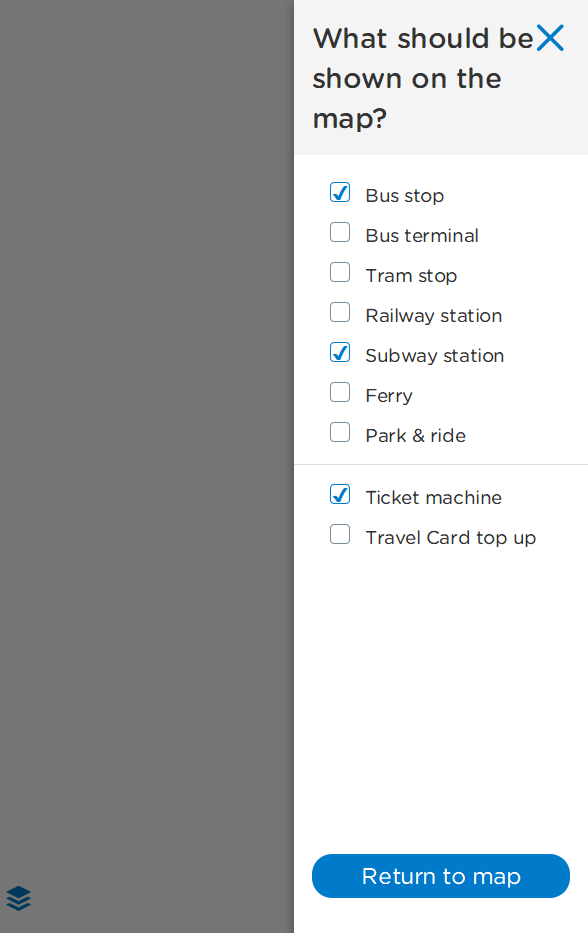 What should be
shown on the
map?
Bus stop
Bus terminal
Tram stop
Railway station
Subway station
Ferry
Park & ride
Ticket machine
Travel Card top up
Return to map